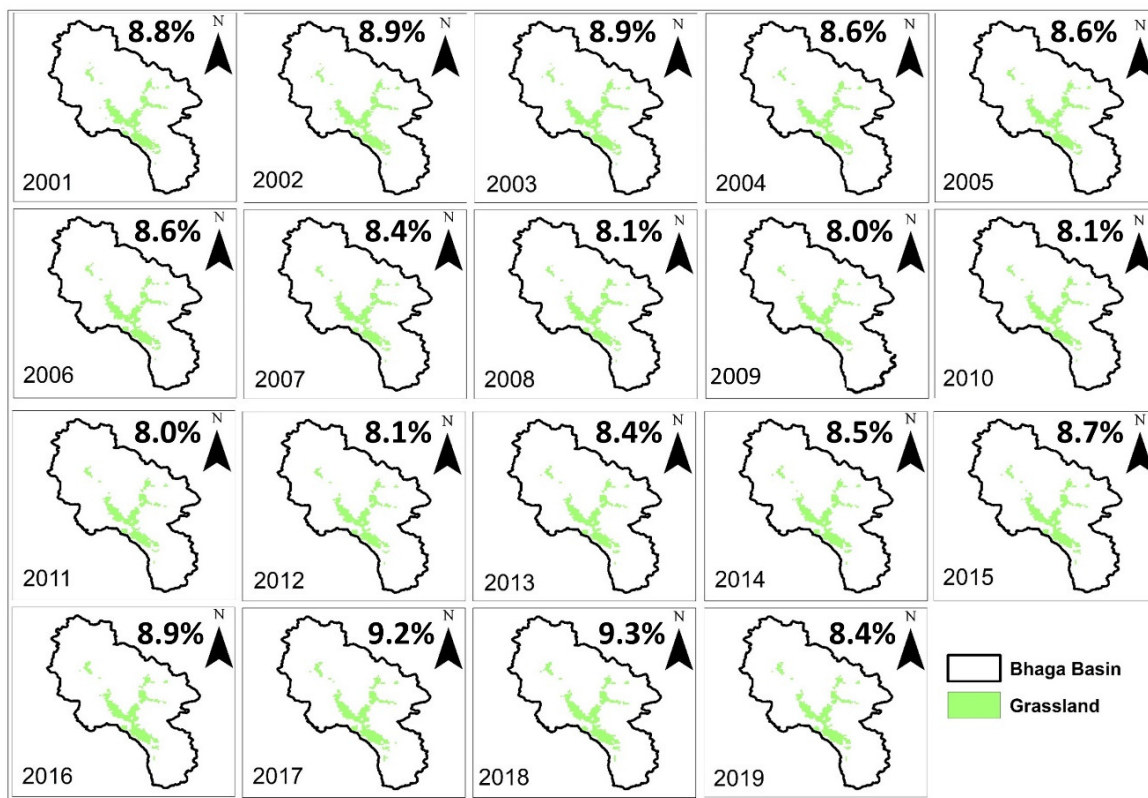 8.8% N
2001
8.9% N
2002
8.9% N
2003
8.6% N
2004
8.6% N
2005
8.6% N
2006
8.4% N
2007
8.1% N
2008
8.0% N
2009
8.1% N
2010
8.0% N
2011
8.1% N
2012
8.4% N
2013
8.5% N
2014
8.7% N
2015
8.9% N
2016
9.2% N
2017
9.3% N
2018
8.4% N
2019
Bhaga Basin
Grassland